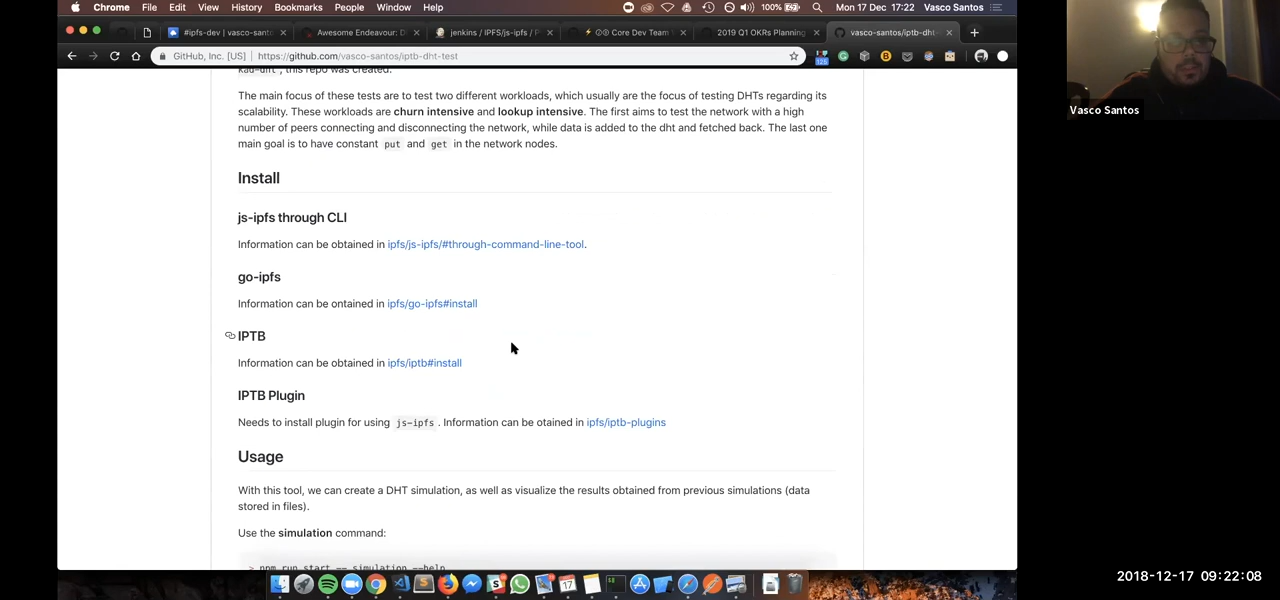 Chrome File Edit View History Bookmarks People Window Help 100% Mon 17 Dec 17:22 Vasco Santos
#ipfs-dev | vasco-santo Awesome Endeavour: D jenkins / IPFS/js-ipfs / P Core Dev Team 2019 Q1 OKRs Planning vasco-santos/iptb-dht-
GitHub, Inc. [US] https://github.com/vasco-santos/iptb-dht-test
kad-dht , this repo was created.
The main focus of these tests are to test two different workloads, which usually are the focus of testing DHTs regarding its
scalability. These workloads are churn intensive and lookup intensive. The first aims to test the network with a high
number of peers connecting and disconnecting the network, while data is added to the dht and fetched back. The last one
main goal is to have constant put and get in the network nodes.
Install
js-ipfs through CLI
Information can be obtained in ipfs/js-ipfs/#through-command-line-tool.
go-ipfs
Information can be ontained in ipfs/go-ipfs#install
IPTB
Information can be obtained in ipfs/iptb#install
IPTB Plugin
Needs to install plugin for using js-ipfs . Information can be otained in ipfs/iptb-plugins
Usage
With this tool, we can create a DHT simulation, as well as visualize the results obtained from previous simulations (data
stored in files).
Use the simulation command:
> npm run start -- simulation --help
Vasco Santos
2018-12-17 09:22:08